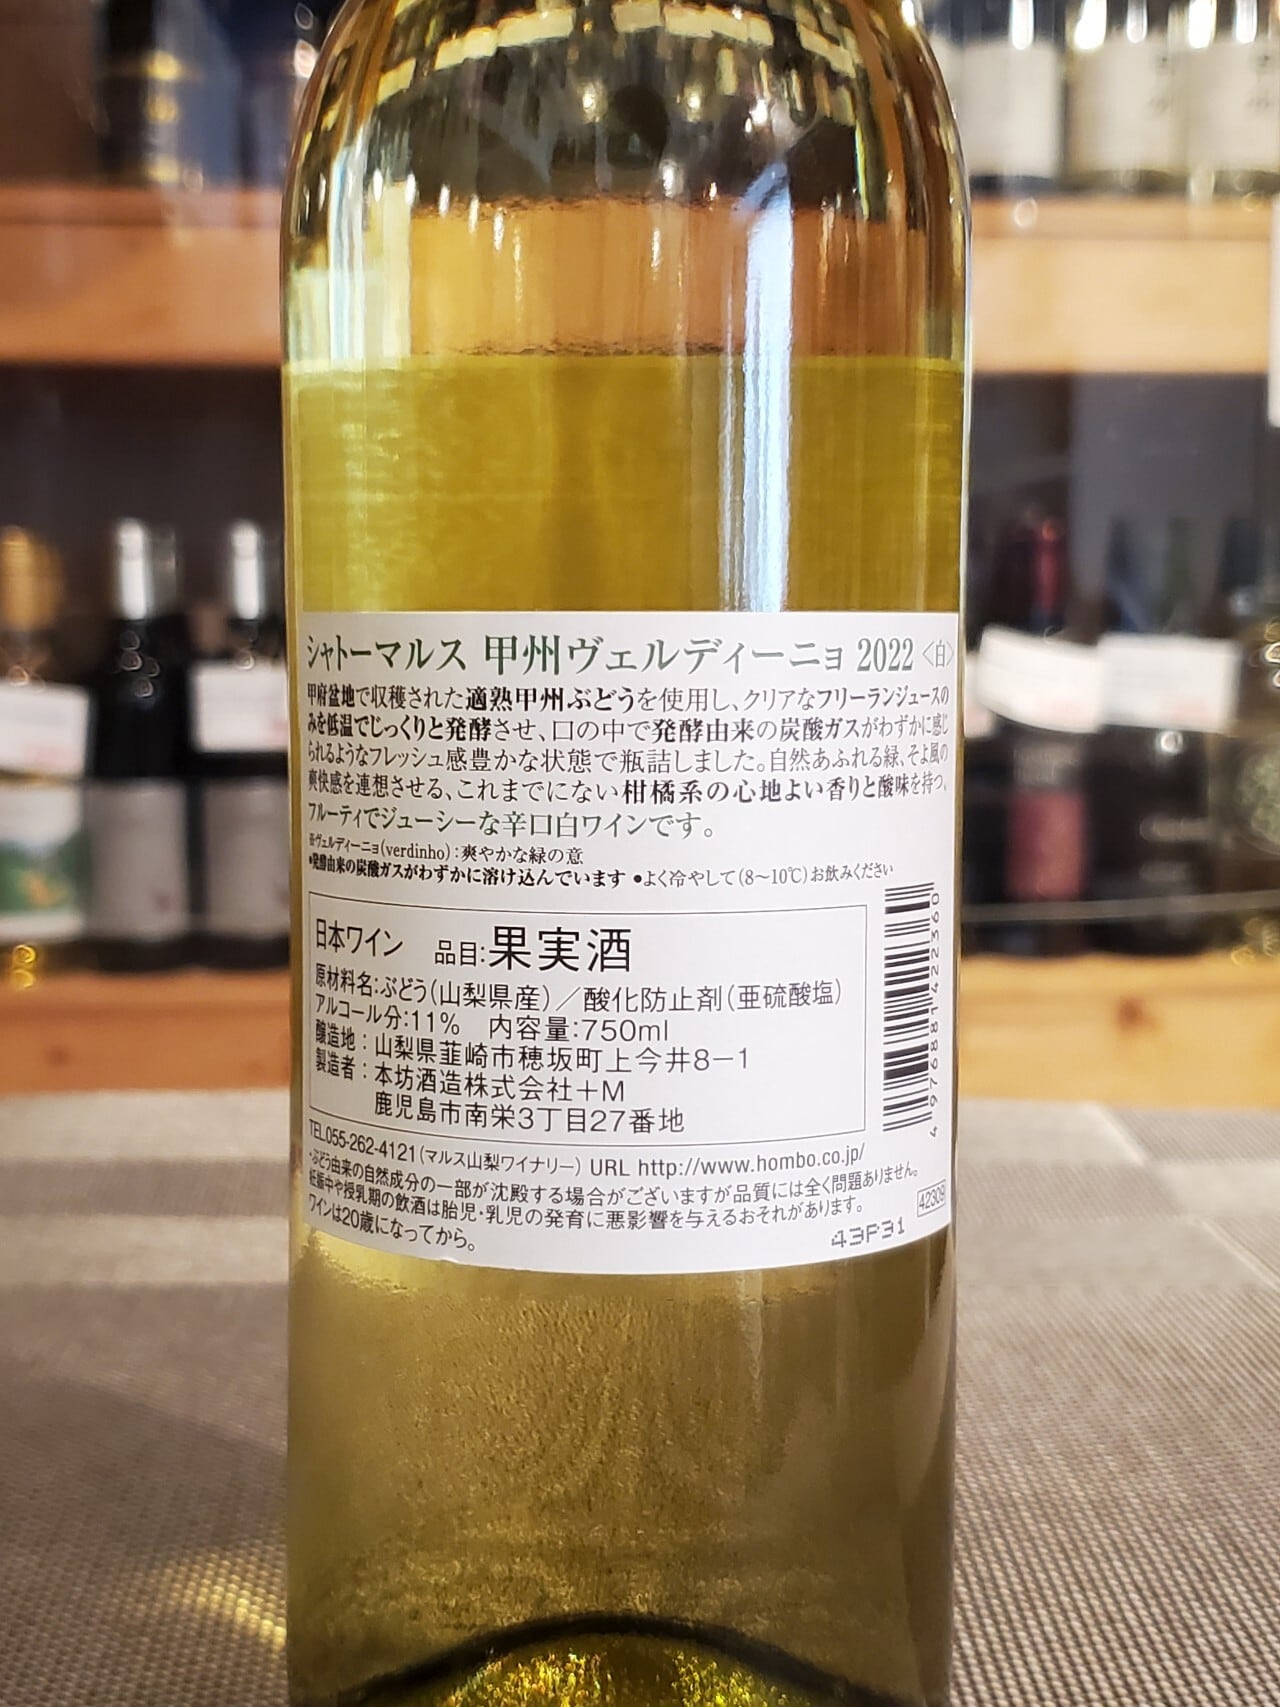 シャトーマルス 甲州ヴェルディーニョ 2022〈白〉
甲府盆地で収穫された適熟甲州ぶどうを使用し、クリアなフリーランジュースの
みを低温でじっくりと発酵させ、口の中で発酵由来の炭酸ガスがわずかに感じ
られるようなフレッシュ感豊かな状態で瓶詰しました。自然あふれる緑、そよ風の
爽快感を連想させる、これまでにない柑橘系の心地よい香りと酸味を持つ、
フルーティでジューシーな辛口白ワインです。
※ヴェルディーニョ(verdinho):爽やかな緑の意
●発酵由来の炭酸ガスがわずかに溶け込んでいます ●よく冷やして(8〜10℃)お飲みください
日本ワイン 品目:果実酒
原材料名:ぶどう(山梨県産)/酸化防止剤(亜硫酸塩)
アルコール分:11% 内容量:750ml
醸造地:山梨県韮崎市穂坂町上今井8−1
製造者:本坊酒造株式会社+M
鹿児島市南栄3丁目27番地
TEL055-262-4121(マルス山梨ワイナリー) URL http://www.hombo.co.jp/
・ぶどう由来の自然成分の一部が沈殿する場合がございますが品質には全く問題ありません。
妊娠中や授乳期の飲酒は胎児・乳児の発育に悪影響を与えるおそれがあります。
ワインは20歳になってから。
42309
43F31
4976881422360